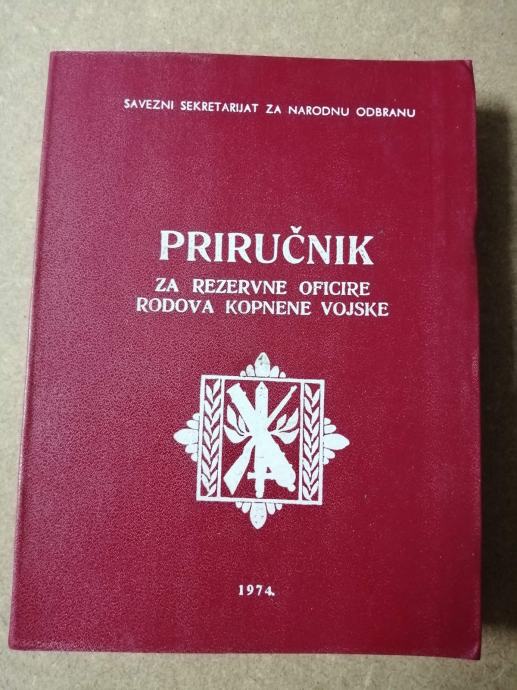 SAVEZNI SEKRETARIJAT ZA NARODNU ODBRANU
PRIRUČNIK
ZA REZERVNE OFICIRE
RODOVA KOPNENE VOJSKE
1974.